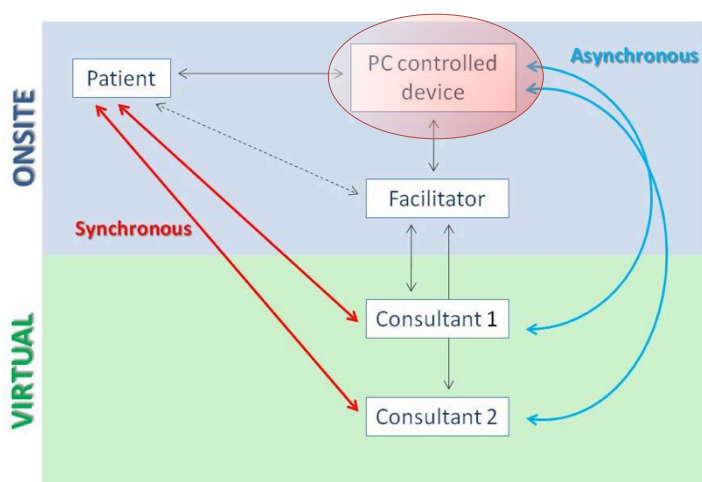 ONSITE
Patient
PC controlled
device
Asynchronous
Facilitator
Synchronous
VIRTUAL
Consultant 1
Consultant 2